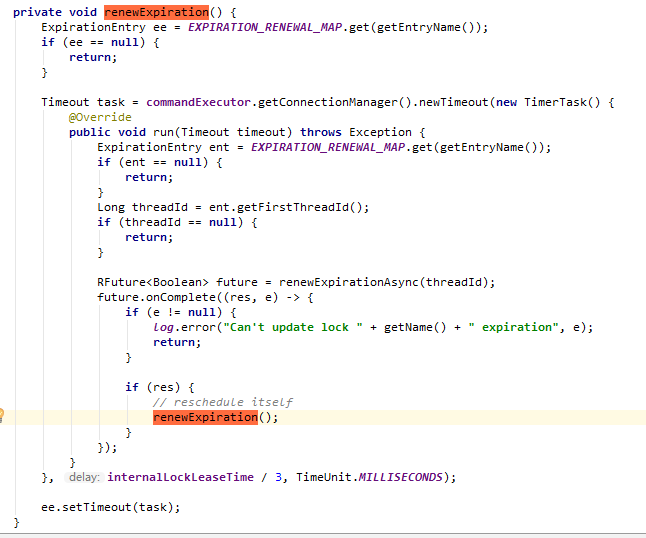 private void renewExpiration() {
    ExpirationEntry ee = EXPIRATION_RENEWAL_MAP.get(getEntryName());
    if (ee == null) {
        return;
    }

    Timeout task = commandExecutor.getConnectionManager().newTimeout(new TimerTask() {
        @Override
        public void run(Timeout timeout) throws Exception {
            ExpirationEntry ent = EXPIRATION_RENEWAL_MAP.get(getEntryName());
            if (ent == null) {
                return;
            }
            Long threadId = ent.getFirstThreadId();
            if (threadId == null) {
                return;
            }

            RFuture<Boolean> future = renewExpirationAsync(threadId);
            future.onComplete((res, e) -> {
                if (e != null) {
                    log.error("Can't update lock " + getName() + " expiration", e);
                    return;
                }

                if (res) {
                    // reschedule itself
                    renewExpiration();
                }
            });
        }
    }, delay: internalLockLeaseTime / 3, TimeUnit.MILLISECONDS);

    ee.setTimeout(task);
}